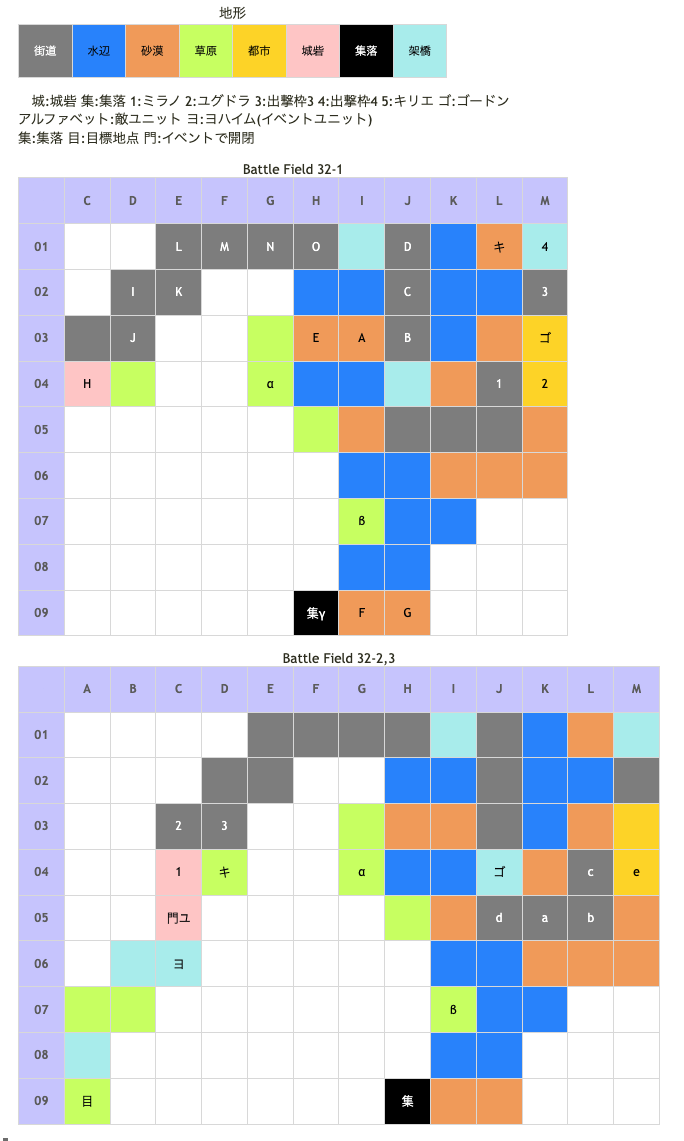 地形
街道 水辺 砂漠 草原 都市 城砦 集落 架橋
城:城砦 集:集落 1:ミラノ 2:ユグドラ 3:出撃枠3 4:出撃枠4 5:キリエ ゴ:ゴードン
アルファベット:敵ユニット ヨ:ヨハイム(イベントユニット)
集:集落 目:目標地点 門:イベントで開閉
Battle Field 32-1
C D E F G H I J K L M
01 L M N O D キ 4
02 I K C 3
03 J E A B ゴ
04 H α 1 2
05
06
07 β
08
09 集γ F G
Battle Field 32-2,3
A B C D E F G H I J K L M
01
02
03 2 3
04 1 キ α ゴ c e
05 門ユ d a b
06 ヨ
07 β
08
09 目 集